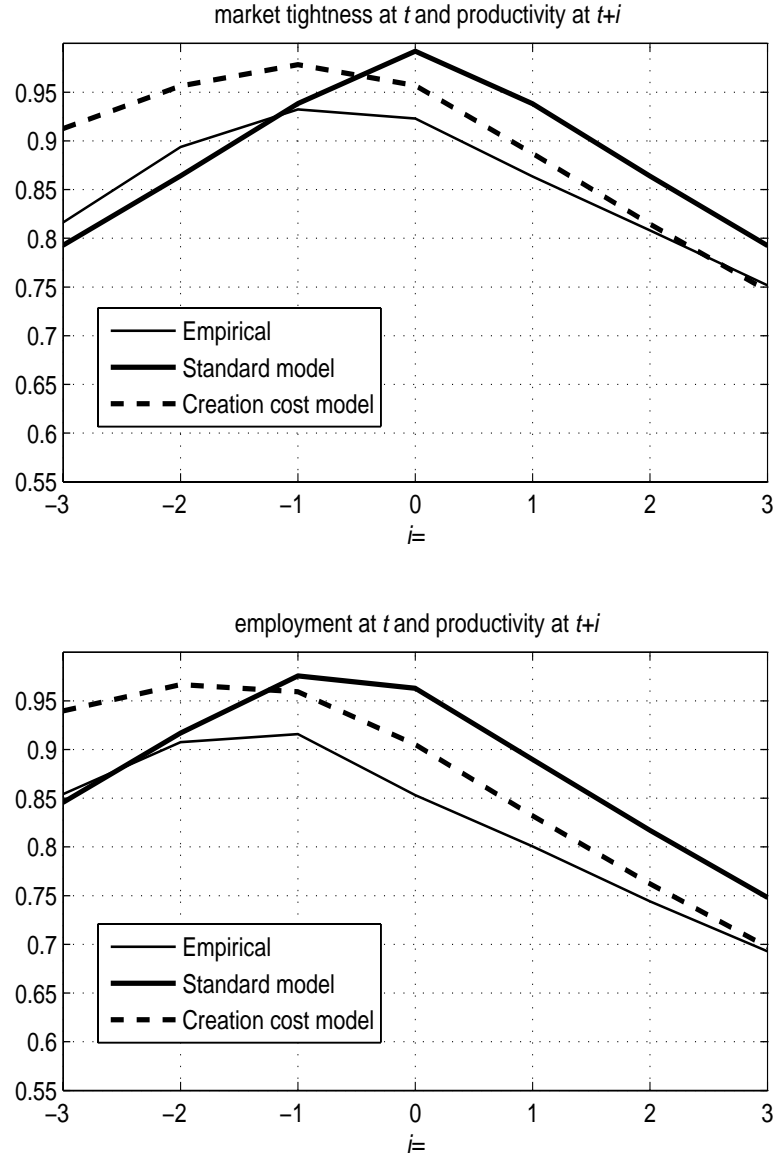 market tightness at t and productivity at t+i
0.95
0.9
0.85
0.8
0.75
0.7
0.65
0.6
0.55
Empirical
Standard model
Creation cost model
−3 −2 −1 0 1 2 3
i=
employment at t and productivity at t+i
0.95
0.9
0.85
0.8
0.75
0.7
0.65
0.6
0.55
Empirical
Standard model
Creation cost model
−3 −2 −1 0 1 2 3
i=